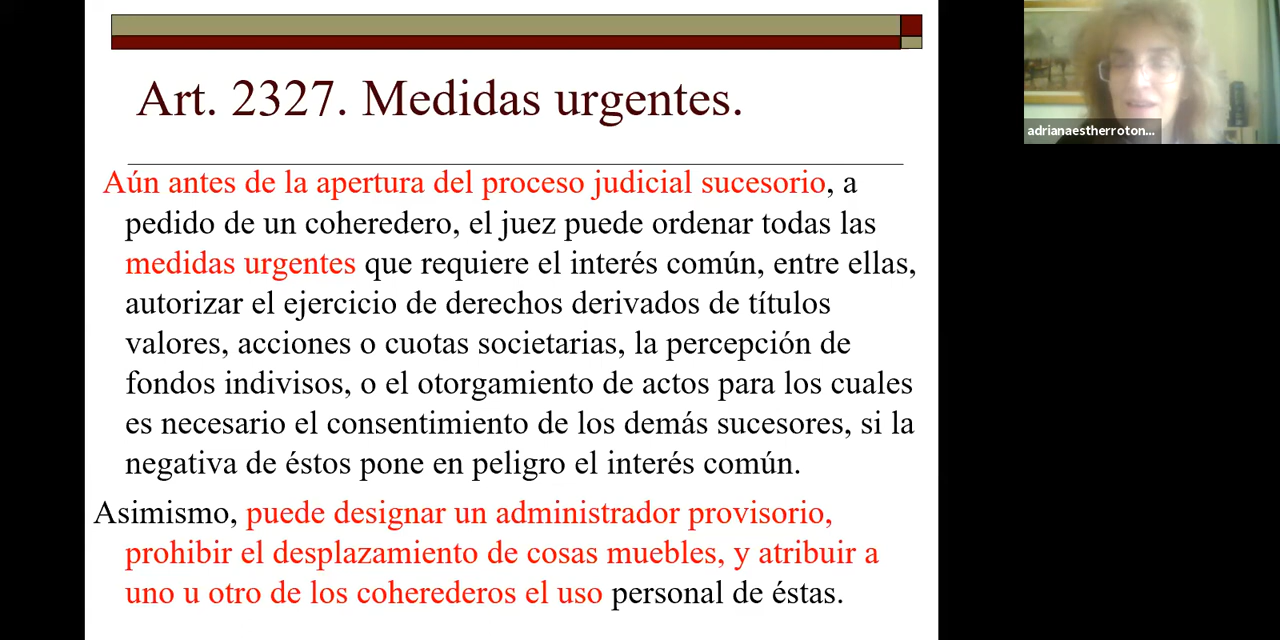 Art. 2327. Medidas urgentes.
adrianaestherroton...
Aún antes de la apertura del proceso judicial sucesorio, a
pedido de un coheredero, el juez puede ordenar todas las
medidas urgentes que requiere el interés común, entre ellas,
autorizar el ejercicio de derechos derivados de títulos
valores, acciones o cuotas societarias, la percepción de
fondos indivisos, o el otorgamiento de actos para los cuales
es necesario el consentimiento de los demás sucesores, si la
negativa de éstos pone en peligro el interés común.
Asimismo, puede designar un administrador provisorio,
prohibir el desplazamiento de cosas muebles, y atribuir a
uno u otro de los coherederos el uso personal de éstas.